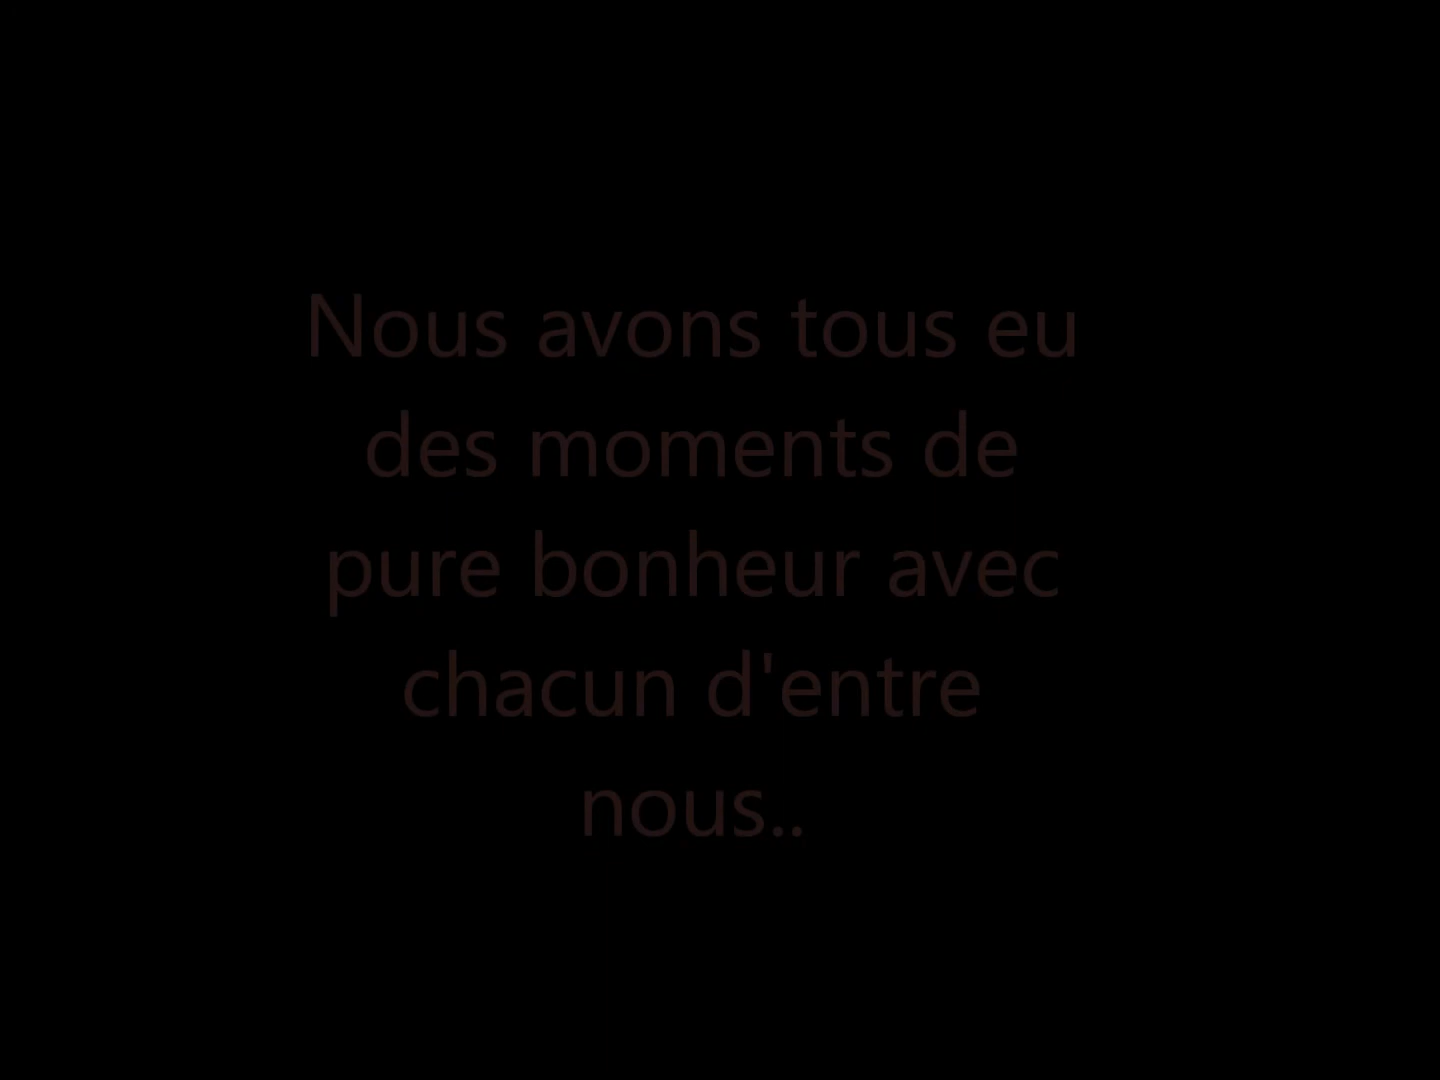 Nous avons tous eu
des moments de
pure bonheur avec
chacun d'entre
nous..